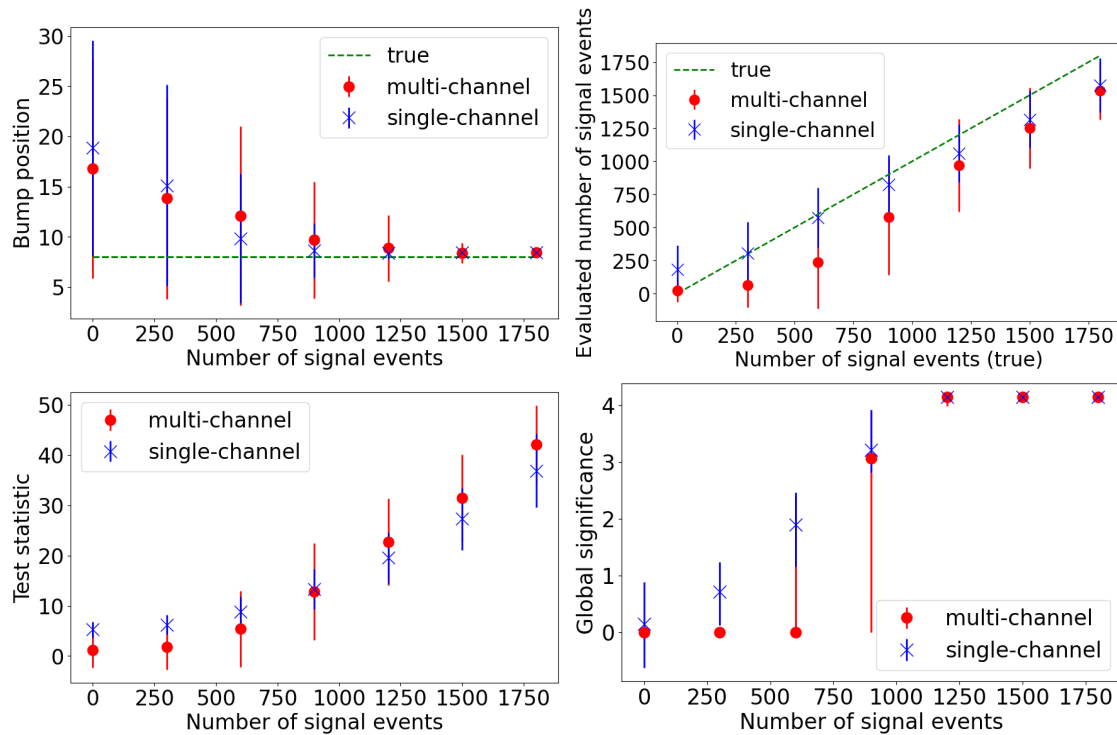 30
25
20
15
10
5
Bump position
true
multi-channel
single-channel
0 250 500 750 1000 1250 1500 1750
Number of signal events
1750
1500
1250
1000
750
500
250
0
Evaluated number of signal events
true
multi-channel
single-channel
0 250 500 750 1000 1250 1500 1750
Number of signal events (true)
50
40
30
20
10
0
Test statistic
multi-channel
single-channel
0 250 500 750 1000 1250 1500 1750
Number of signal events
4
3
2
1
0
Global significance
multi-channel
single-channel
0 250 500 750 1000 1250 1500 1750
Number of signal events